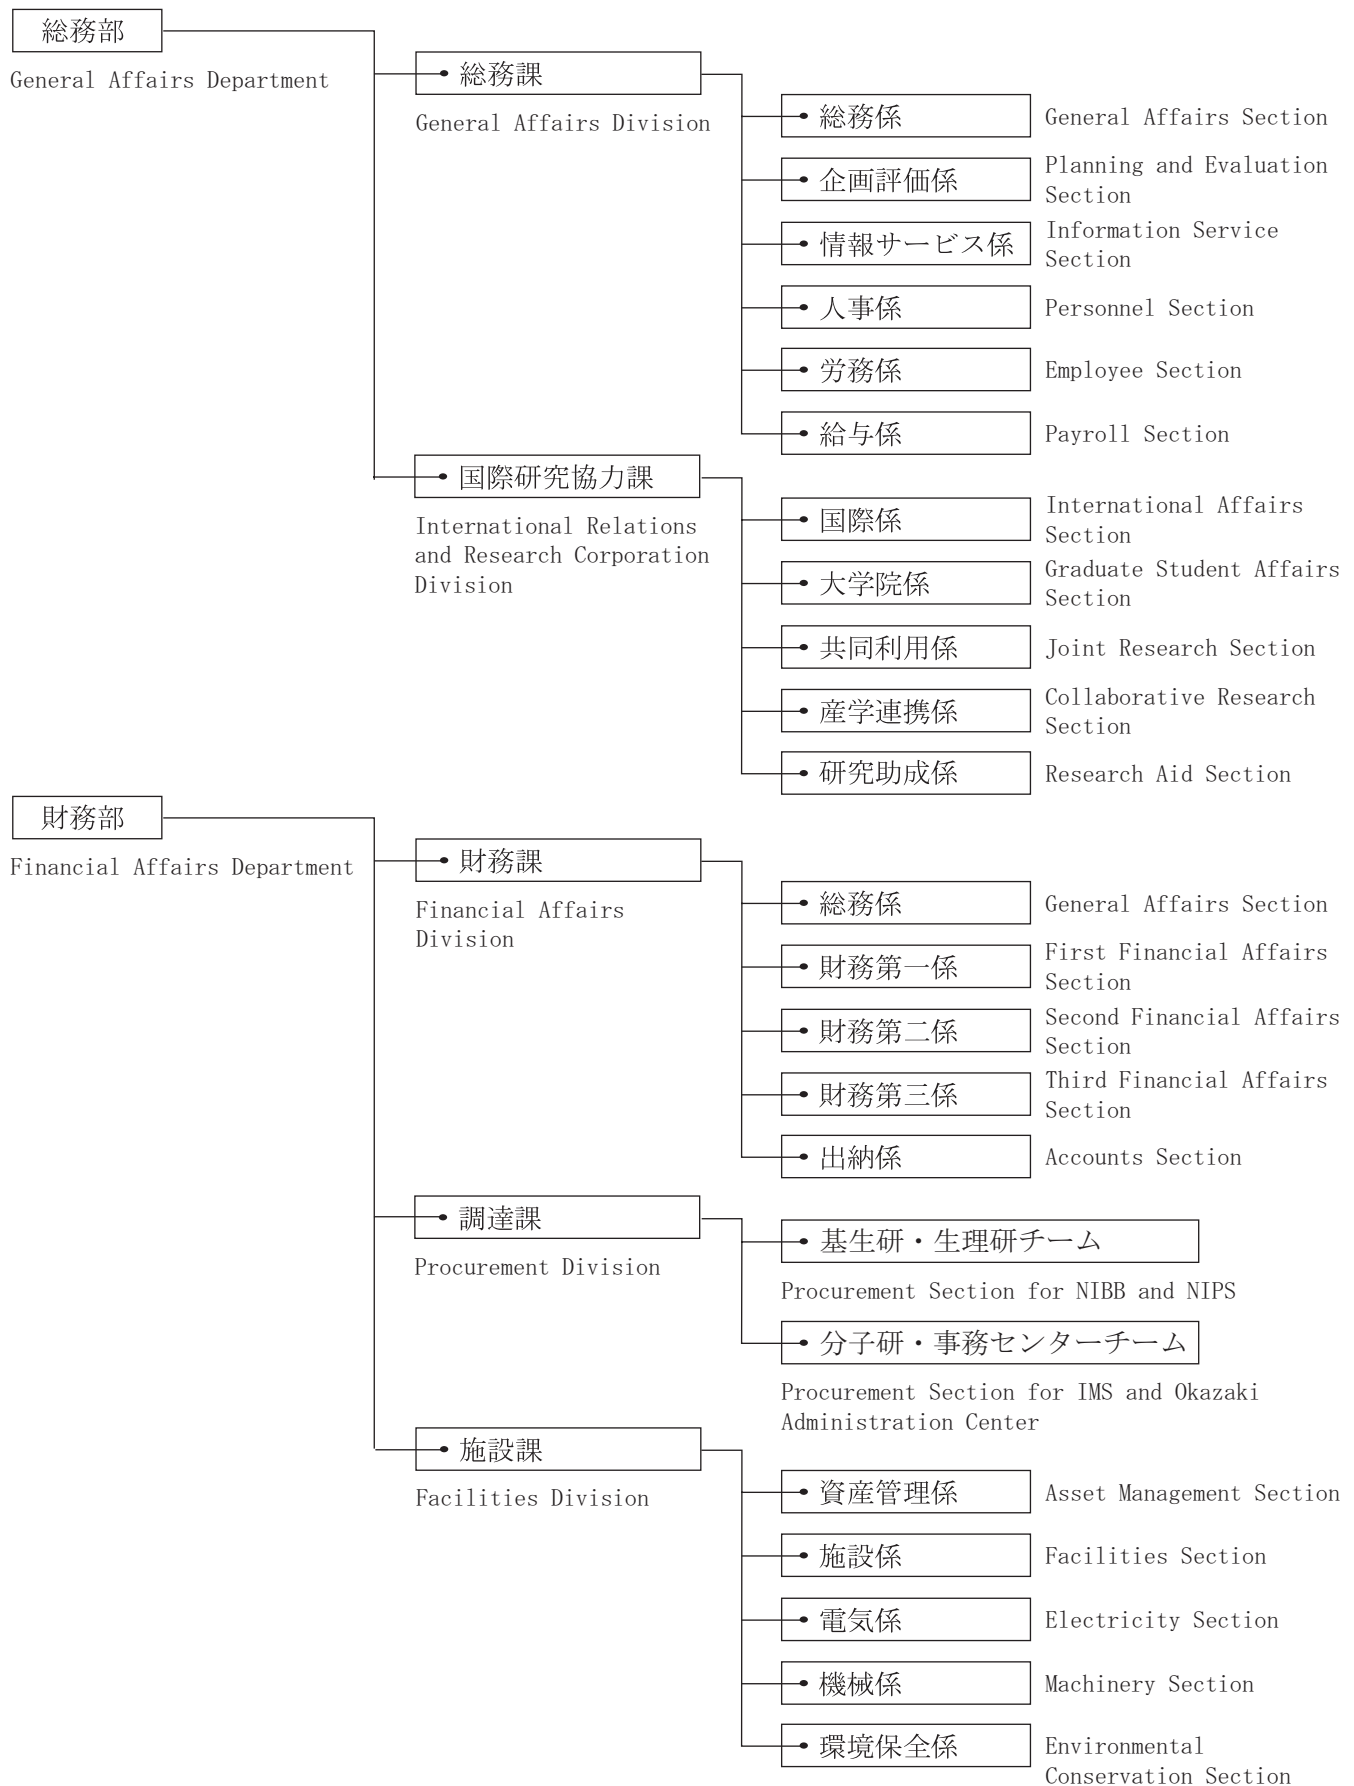 総務部
General Affairs Department
総務課
General Affairs Division
総務係
General Affairs Section
企画評価係
Planning and Evaluation
Section
情報サービス係
Information Service
Section
人事係
Personnel Section
労務係
Employee Section
給与係
Payroll Section
国際研究協力課
International Relations
and Research Corporation
Division
国際係
International Affairs
Section
大学院係
Graduate Student Affairs
Section
共同利用係
Joint Research Section
産学連携係
Collaborative Research
Section
研究助成係
Research Aid Section
財務部
Financial Affairs Department
財務課
Financial Affairs
Division
総務係
General Affairs Section
財務第一係
First Financial Affairs
Section
財務第二係
Second Financial Affairs
Section
財務第三係
Third Financial Affairs
Section
出納係
Accounts Section
調達課
Procurement Division
基生研・生理研チーム
Procurement Section for NIBB and NIPS
分子研・事務センターチーム
Procurement Section for IMS and Okazaki
Administration Center
施設課
Facilities Division
資産管理係
Asset Management Section
施設係
Facilities Section
電気係
Electricity Section
機械係
Machinery Section
環境保全係
Environmental
Conservation Section